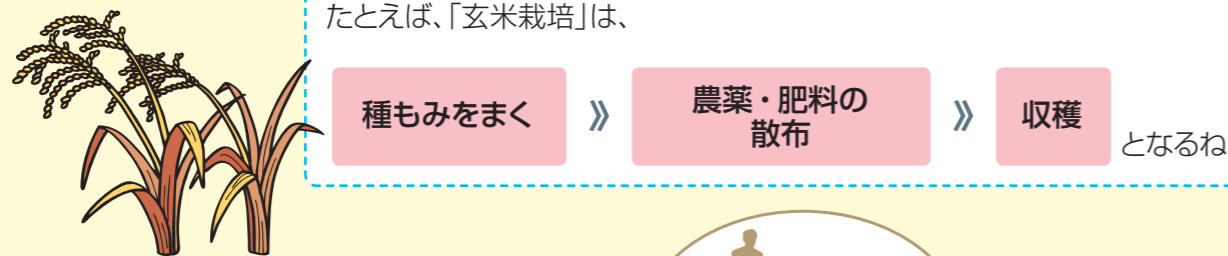 たとえば、「玄米栽培」は、
種もみをまく 》 農薬・肥料の
散布 》 収穫
となるね